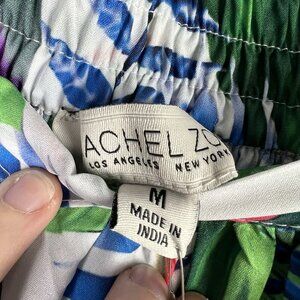 ACHEL ZO
LOS ANGELES NEW YORK
M
MADE IN
INDIA